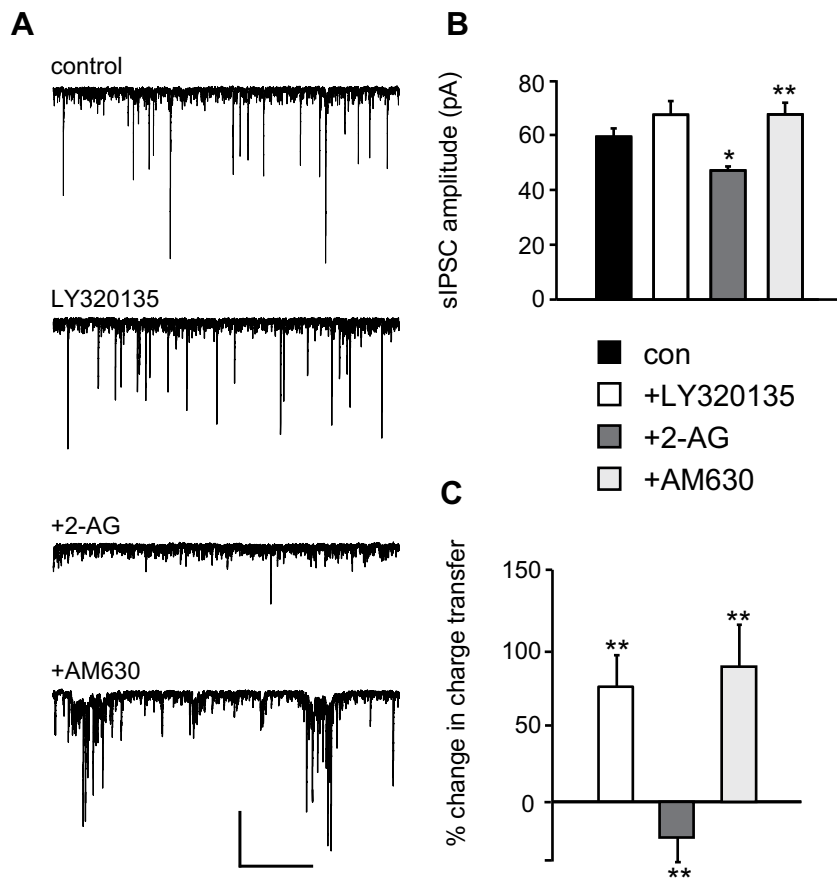 A
control
LY320135
+2-AG
+AM630
B
sIPSC amplitude (pA)
80
60
40
20
0
*
**
con
+LY320135
+2-AG
+AM630
C
% change in charge transfer
150
100
50
0
**
**
**